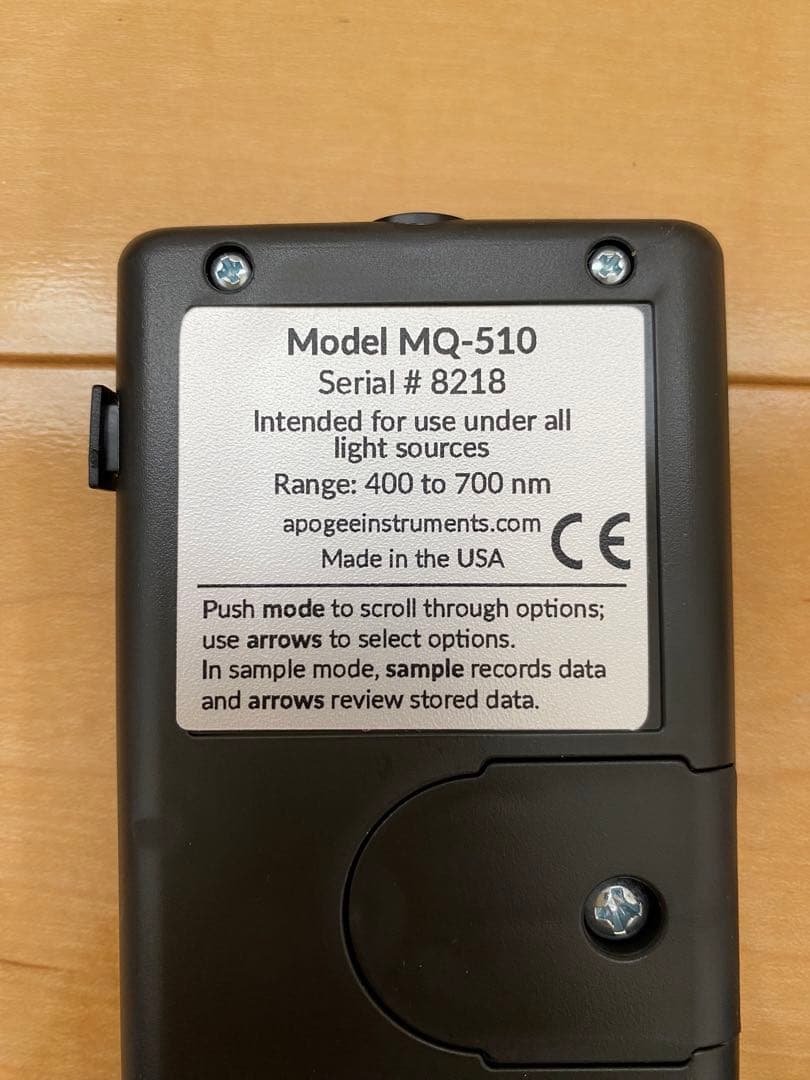 Model MQ-510
Serial # 8218
Intended for use under all
light sources
Range: 400 to 700 nm
apogeeinstruments.com
CE
Made in the USA
Push mode to scroll through options;
use arrows to select options.
In sample mode, sample records data
and arrows review stored data.